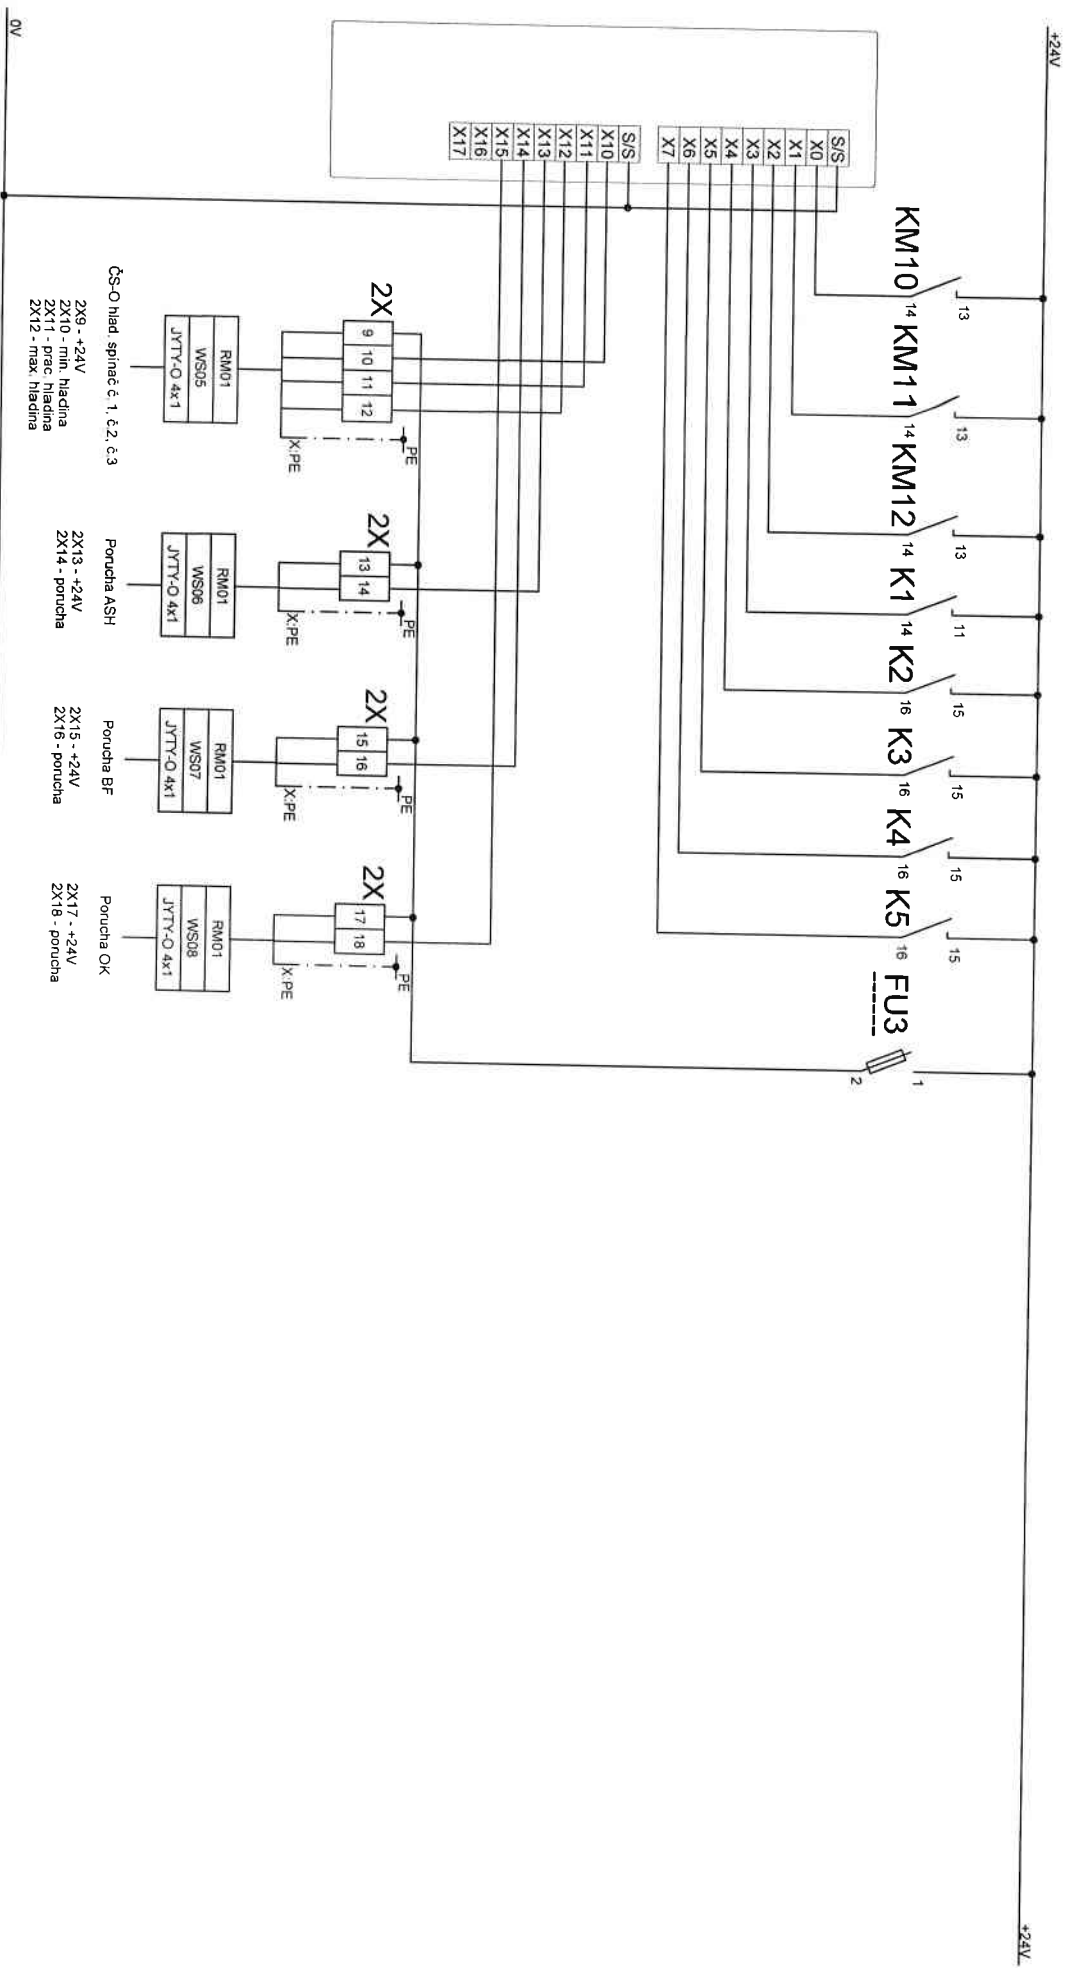 +24V
+24V
0V
S/S
X0
X1
X2
X3
X4
X5
X6
X7
S/S
X10
X11
X12
X13
X14
X15
X16
X17
KM10
13
14
KM11
13
14
KM12
13
14
K1
11
14
K2
15
16
K3
15
16
K4
15
16
K5
15
16
FU3
1
2
2X
9
10
11
12
PE
X:PE
RM01
WS05
JYTY-O 4x1
ČS-O hlad. spínač č.1, č.2, č.3
2X9 - +24V
2X10 - min. hladina
2X11 - prac. hladina
2X12 - max. hladina
2X
13
14
PE
X:PE
RM01
WS06
JYTY-O 4x1
Porucha ASH
2X13 - +24V
2X14 - porucha
2X
15
16
PE
X:PE
RM01
WS07
JYTY-O 4x1
Porucha BF
2X15 - +24V
2X16 - porucha
2X
17
18
PE
X:PE
RM01
WS08
JYTY-O 4x1
Porucha OK
2X17 - +24V
2X18 - porucha